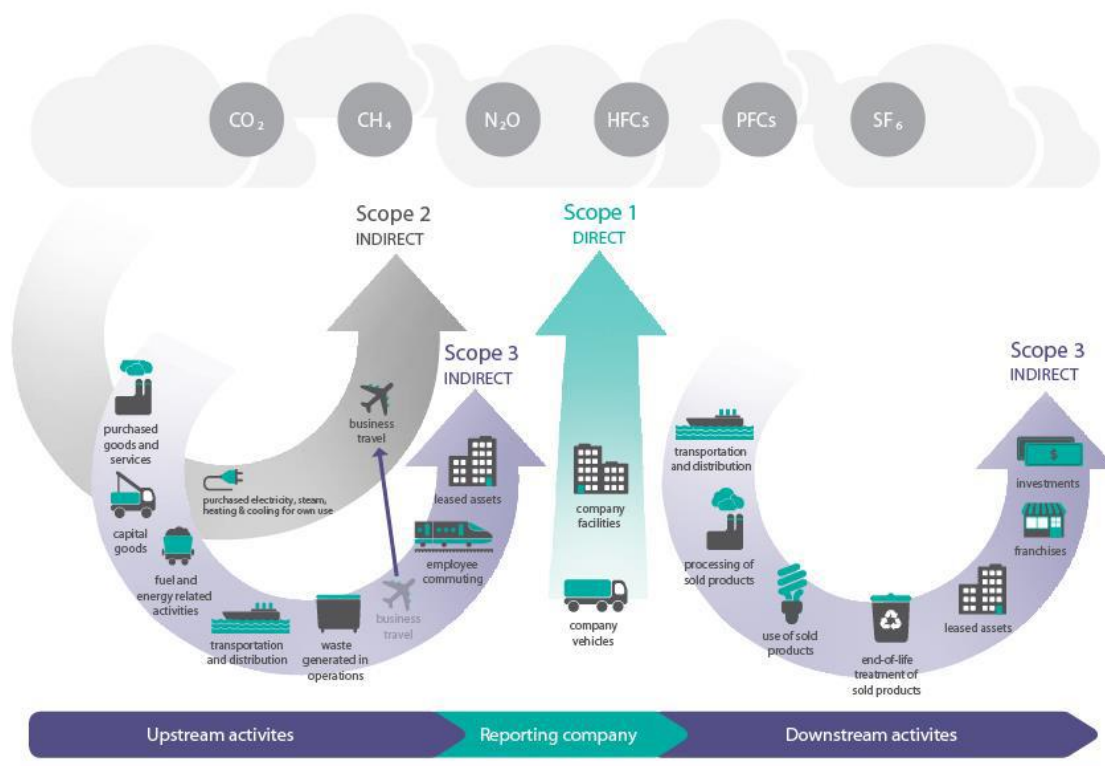 CO₂
CH₄
N₂O
HFCs
PFCs
SF₆
Scope 2
INDIRECT
Scope 1
DIRECT
Scope 3
INDIRECT
Scope 3
INDIRECT
purchased
goods and
services
capital
goods
fuel and
energy related
activities
transportation
and distribution
waste
generated in
operations
business
travel
employee
commuting
leased assets
purchased electricity, steam,
heating & cooling for own use
business
travel
company
facilities
company
vehicles
transportation
and distribution
processing of
sold products
use of sold
products
end-of-life
treatment of
sold products
leased assets
franchises
$
investments
Upstream activites
Reporting company
Downstream activites